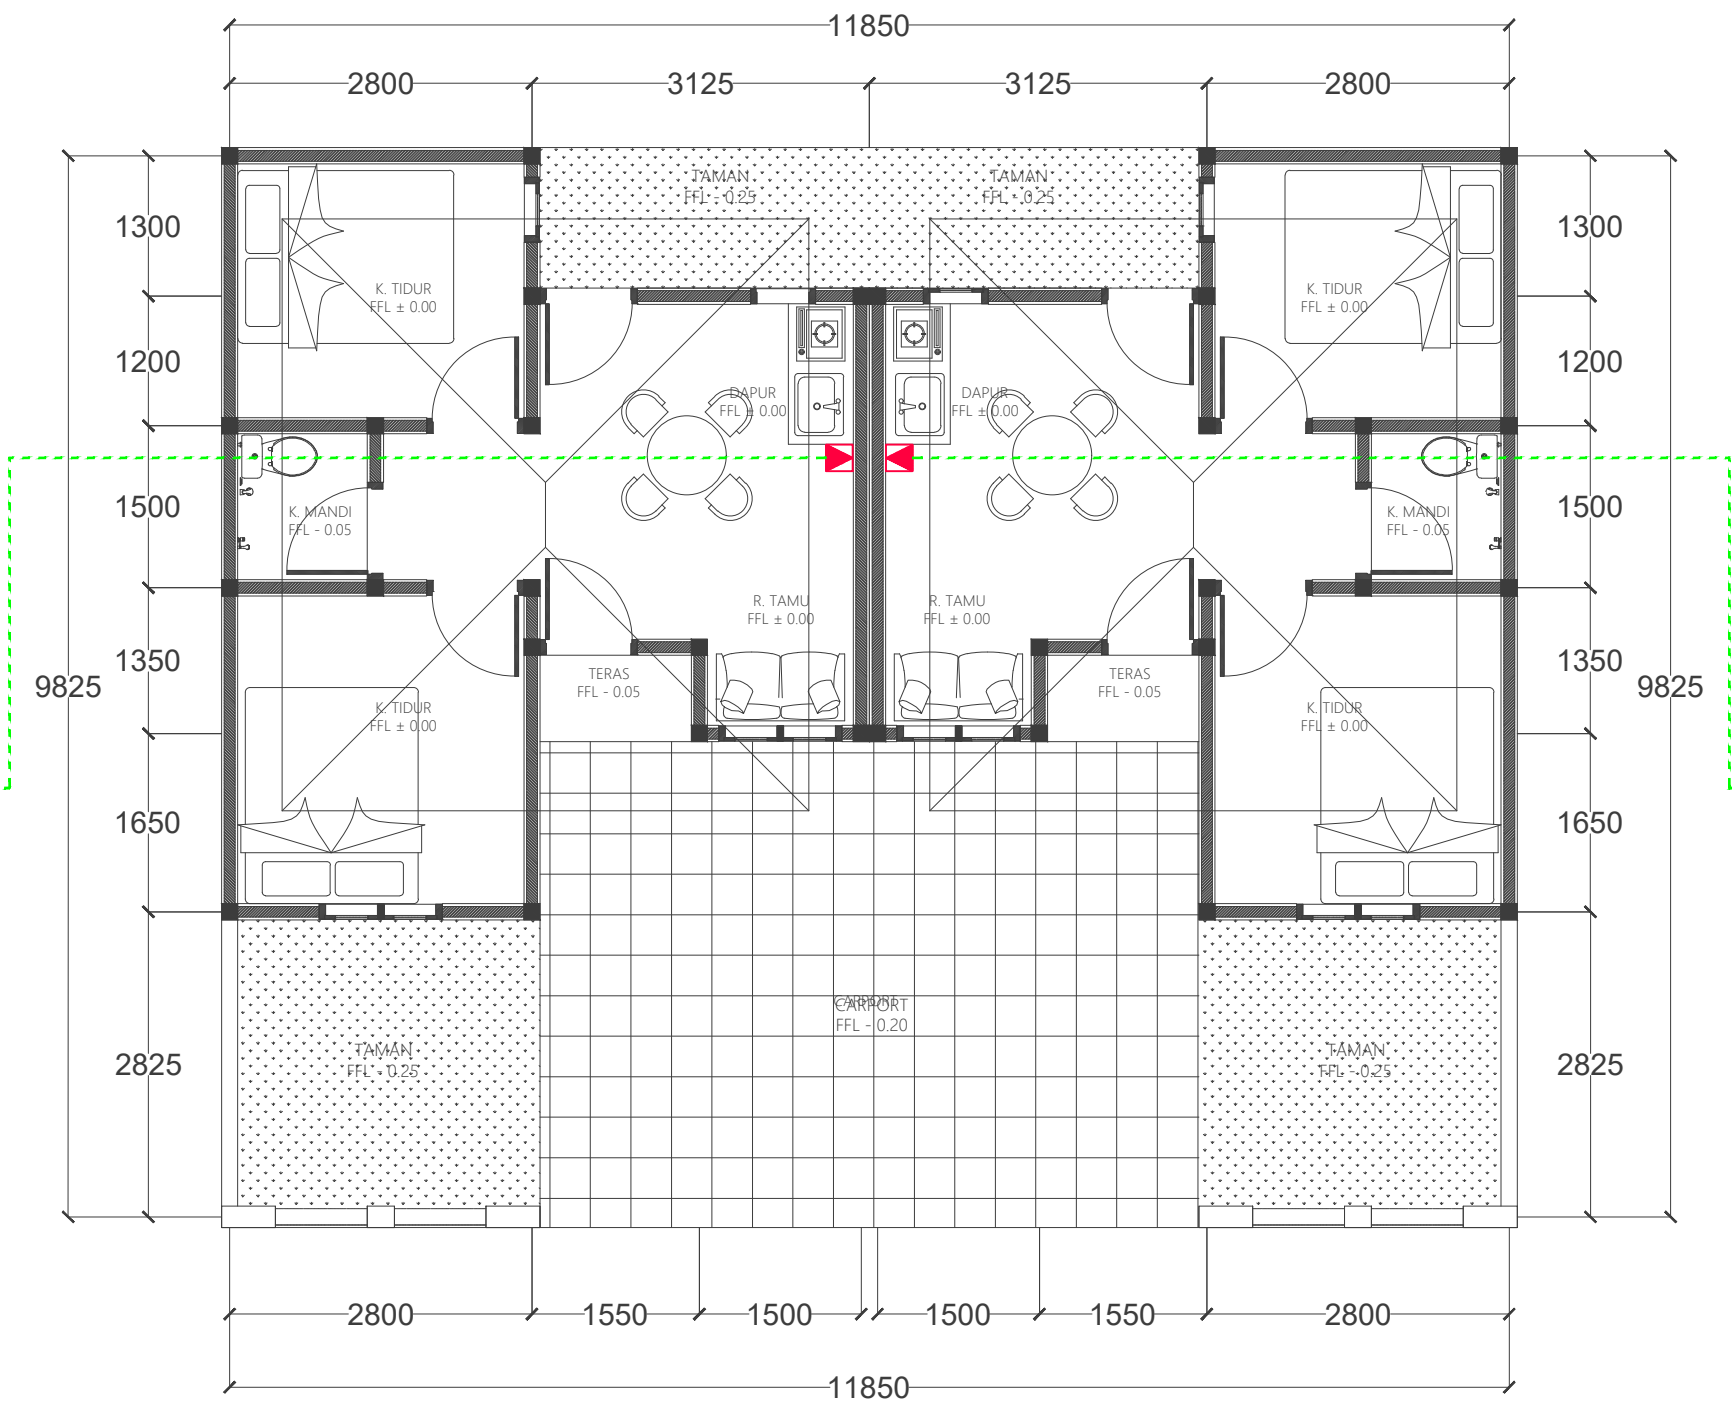 11850
2800
3125
3125
2800
TAMAN
FFL - 0.25
TAMAN
FFL - 0.25
1300
1300
K. TIDUR
FFL ± 0.00
K. TIDUR
FFL ± 0.00
1200
1200
DAPUR
FFL ± 0.00
DAPUR
FFL ± 0.00
1500
K. MANDI
FFL - 0.05
K. MANDI
FFL - 0.05
1500
R. TAMU
FFL ± 0.00
R. TAMU
FFL ± 0.00
1350
1350
9825
9825
TERAS
FFL - 0.05
TERAS
FFL - 0.05
K. TIDUR
FFL ± 0.00
K. TIDUR
FFL ± 0.00
1650
1650
CARPORT
CARPORT
FFL - 0.20
TAMAN
FFL - 0.25
TAMAN
FFL - 0.25
2825
2825
2800
1550
1500
1500
1550
2800
11850